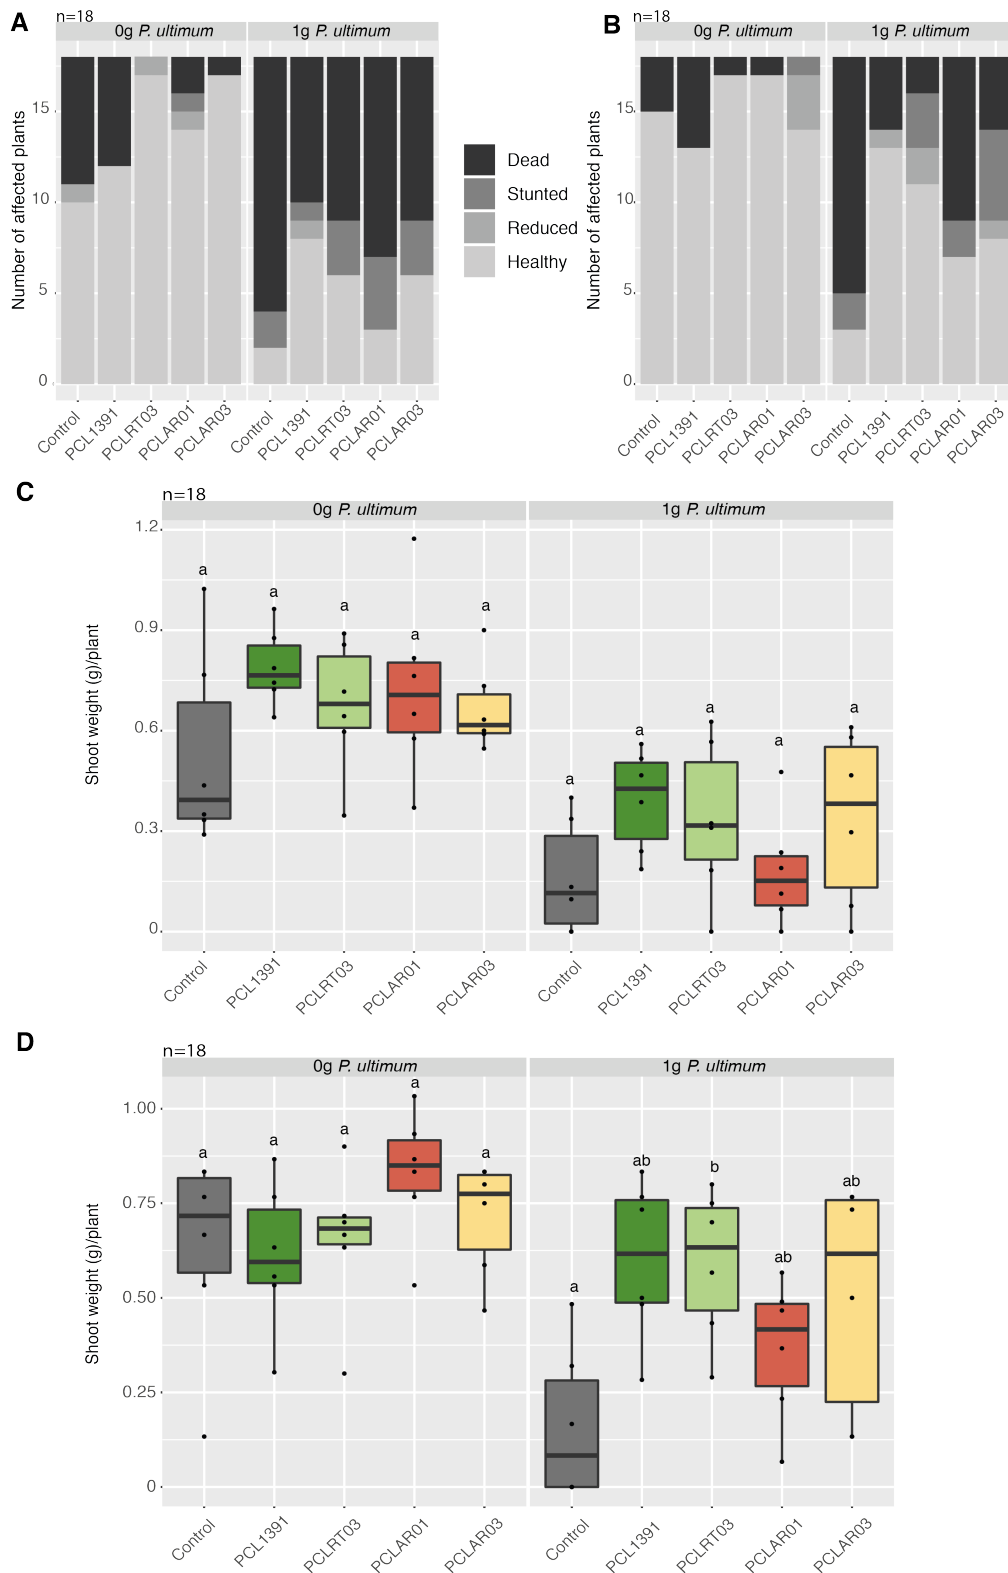 A
n=18
0g P. ultimum
1g P. ultimum
Number of affected plants
15
10
5
0
Control
PCL1391
PCLRT03
PCLAR01
PCLAR03
Control
PCL1391
PCLRT03
PCLAR01
PCLAR03
Dead
Stunted
Reduced
Healthy
B
n=18
0g P. ultimum
1g P. ultimum
Number of affected plants
15
10
5
0
Control
PCL1391
PCLRT03
PCLAR01
PCLAR03
Control
PCL1391
PCLRT03
PCLAR01
PCLAR03
C
n=18
0g P. ultimum
1g P. ultimum
Shoot weight (g)/plant
1.2
0.9
0.6
0.3
0
a
a
a
a
a
a
a
a
a
a
Control
PCL1391
PCLRT03
PCLAR01
PCLAR03
Control
PCL1391
PCLRT03
PCLAR01
PCLAR03
D
n=18
0g P. ultimum
1g P. ultimum
Shoot weight (g)/plant
1.00
0.75
0.50
0.25
0
a
a
a
a
a
a
ab
b
ab
ab
Control
PCL1391
PCLRT03
PCLAR01
PCLAR03
Control
PCL1391
PCLRT03
PCLAR01
PCLAR03